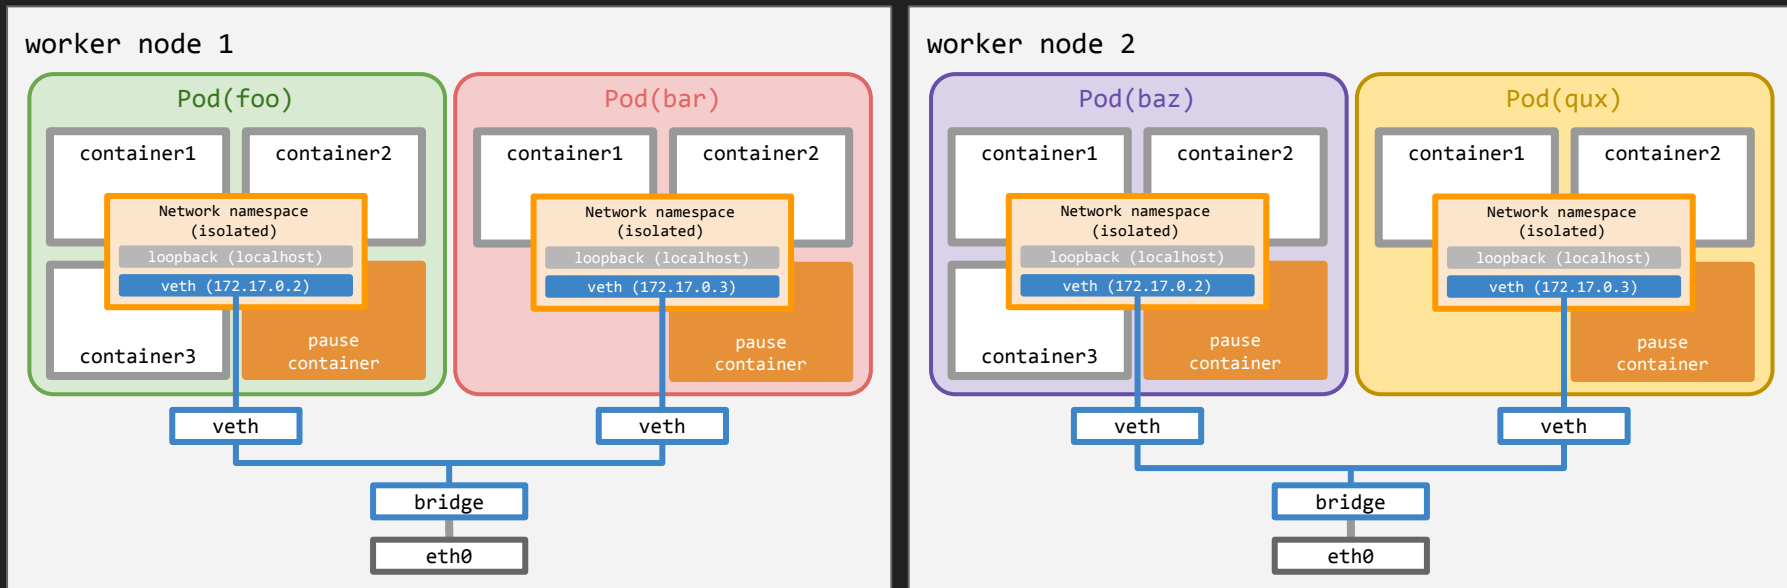 worker node 1
Pod(foo)
container1
container2
Network namespace
(isolated)
loopback (localhost)
veth (172.17.0.2)
container3
pause
container
Pod(bar)
container1
container2
Network namespace
(isolated)
loopback (localhost)
veth (172.17.0.3)
pause
container
veth
veth
bridge
eth0
worker node 2
Pod(baz)
container1
container2
Network namespace
(isolated)
loopback (localhost)
veth (172.17.0.2)
container3
pause
container
Pod(qux)
container1
container2
Network namespace
(isolated)
loopback (localhost)
veth (172.17.0.3)
pause
container
veth
veth
bridge
eth0